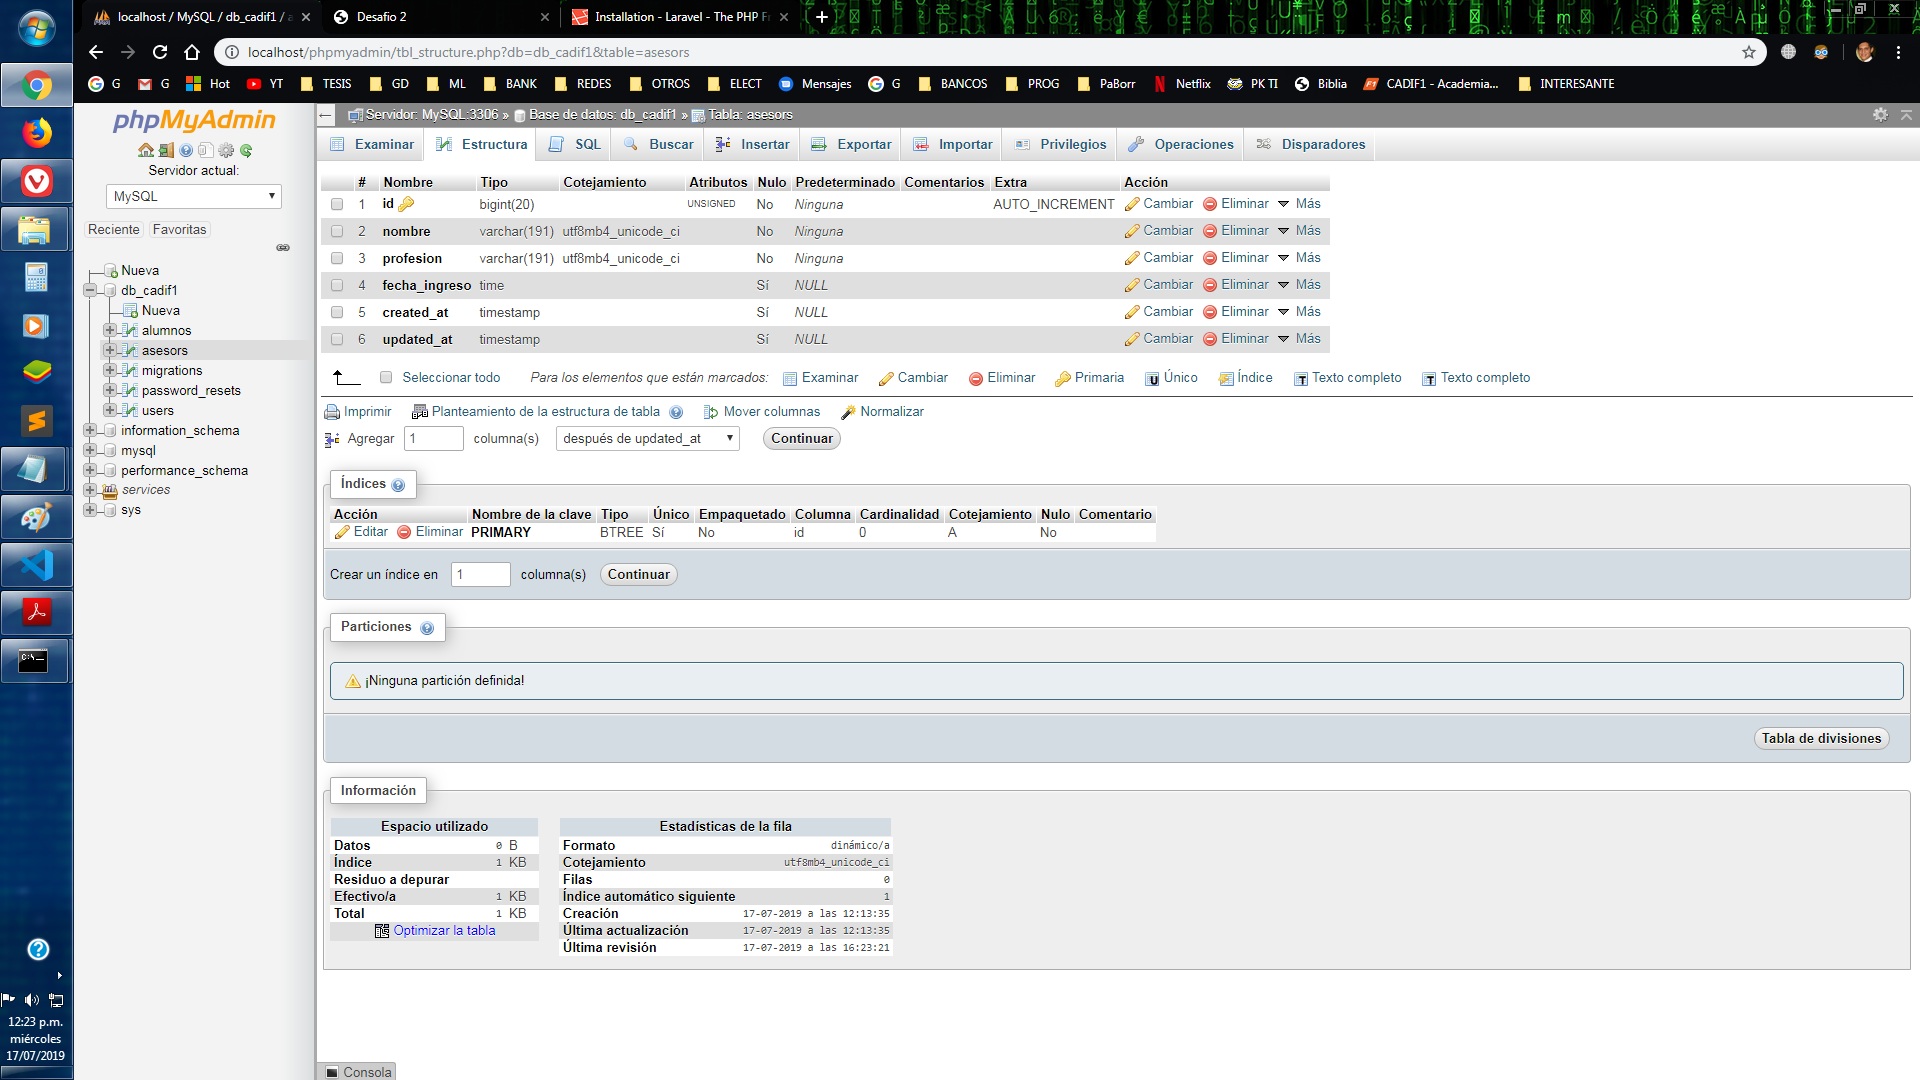 localhost / MySQL / db_cadif1 / a
Desafio 2
Installation - Laravel - The PHP Fr
localhost/phpmyadmin/tbl_structure.php?db=db_cadif1&table=asesors
G
G
Hot
YT
TESIS
GD
ML
BANK
REDES
OTROS
ELECT
Mensajes
G
BANCOS
PROG
PaBorr
Netflix
PK TI
Biblia
CADIF1 - Academia...
INTERESANTE
phpMyAdmin
Servidor actual:
MySQL
Reciente Favoritas
Nueva
db_cadif1
Nueva
alumnos
asesors
migrations
password_resets
users
information_schema
mysql
performance_schema
services
sys
Servidor: MySQL:3306 » Base de datos: db_cadif1 » Tabla: asesors
Examinar Estructura SQL Buscar Insertar Exportar Importar Privilegios Operaciones Disparadores
# Nombre Tipo Cotejamiento Atributos Nulo Predeterminado Comentarios Extra Acción
1 id bigint(20) UNSIGNED No Ninguna AUTO_INCREMENT Cambiar Eliminar Más
2 nombre varchar(191) utf8mb4_unicode_ci No Ninguna Cambiar Eliminar Más
3 profesion varchar(191) utf8mb4_unicode_ci No Ninguna Cambiar Eliminar Más
4 fecha_ingreso time Sí NULL Cambiar Eliminar Más
5 created_at timestamp Sí NULL Cambiar Eliminar Más
6 updated_at timestamp Sí NULL Cambiar Eliminar Más
Seleccionar todo Para los elementos que están marcados: Examinar Cambiar Eliminar Primaria Único Índice Texto completo Texto completo
Imprimir Planteamiento de la estructura de tabla Mover columnas Normalizar
Agregar 1 columna(s) después de updated_at Continuar
Índices
Acción Nombre de la clave Tipo Único Empaquetado Columna Cardinalidad Cotejamiento Nulo Comentario
Editar Eliminar PRIMARY BTREE Sí No id 0 A No
Crear un índice en 1 columna(s) Continuar
Particiones
¡Ninguna partición definida!
Tabla de divisiones
Información
Espacio utilizado
Datos 0 B
Índice 1 KB
Residuo a depurar
Efectivo/a 1 KB
Total 1 KB
Optimizar la tabla
Estadísticas de la fila
Formato dinámico/a
Cotejamiento utf8mb4_unicode_ci
Filas 0
Índice automático siguiente 1
Creación 17-07-2019 a las 12:13:35
Última actualización 17-07-2019 a las 12:13:35
Última revisión 17-07-2019 a las 16:23:21
Consola
12:23 p.m.
miércoles
17/07/2019